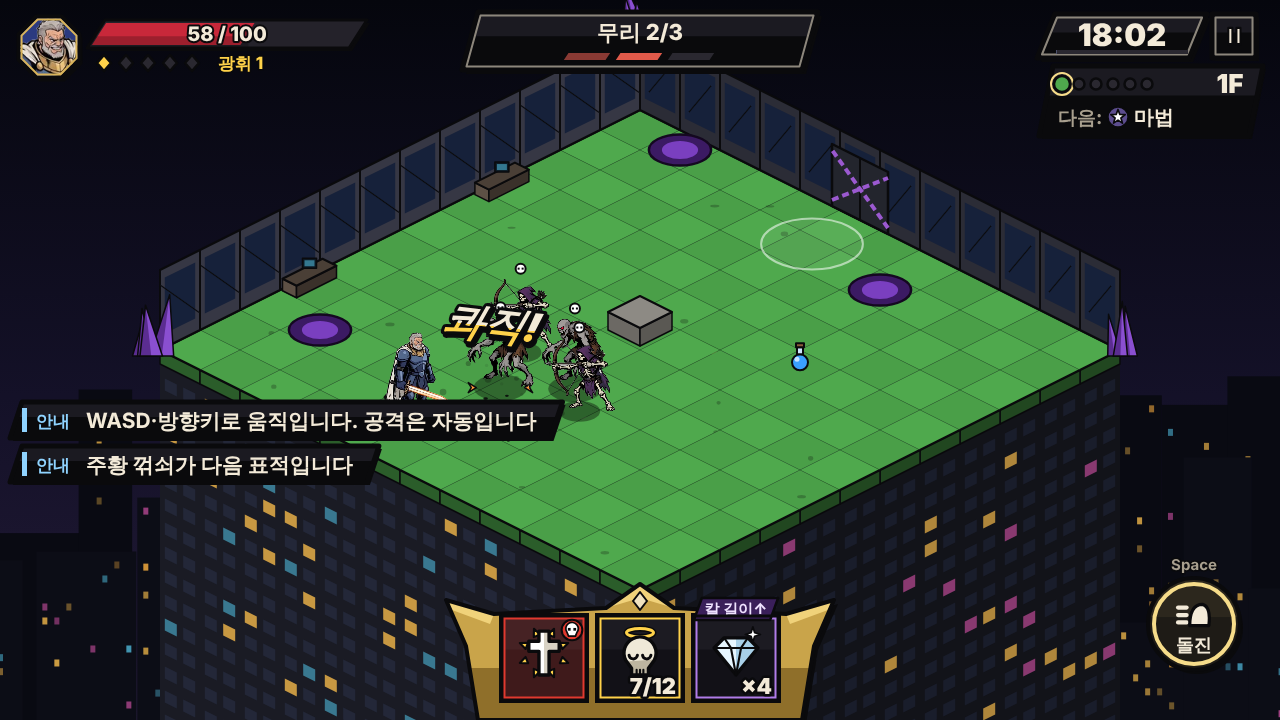 58 / 100
광휘 1
무리 2/3
18:02
1F
다음: 마법
콰직!
안내 WASD·방향키로 움직입니다. 공격은 자동입니다
안내 주황 꺾쇠가 다음 표적입니다
Space
돌진
칼 길이↑
7/12
×4